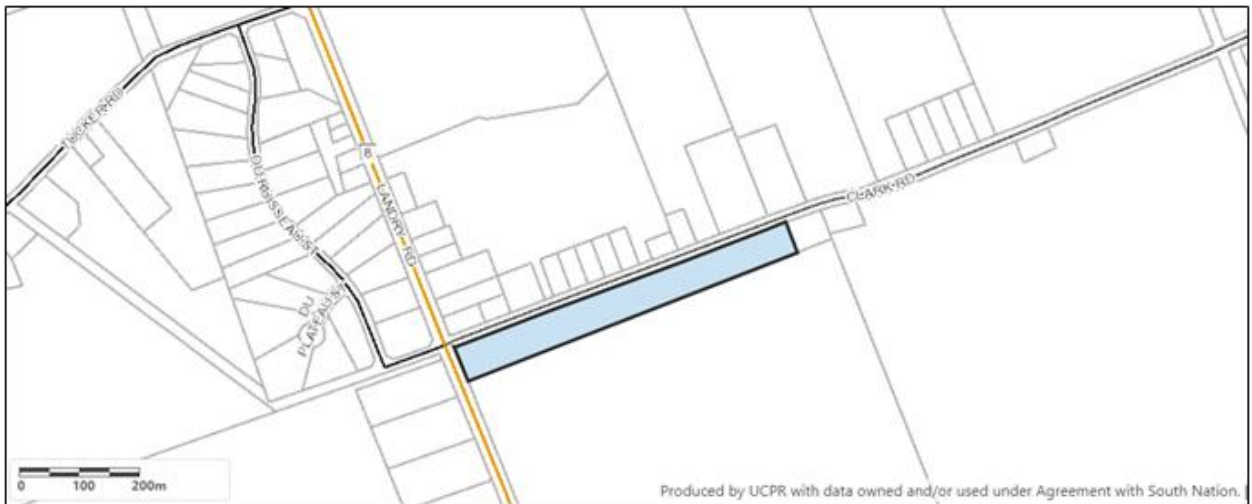 TUCKER RD
8
LANDRY RD
DU RUISSEAU ST
DU
PLATEAU ST
CLARK RD
0 100 200m
Produced by UCPR with data owned and/or used under Agreement with South Nation.